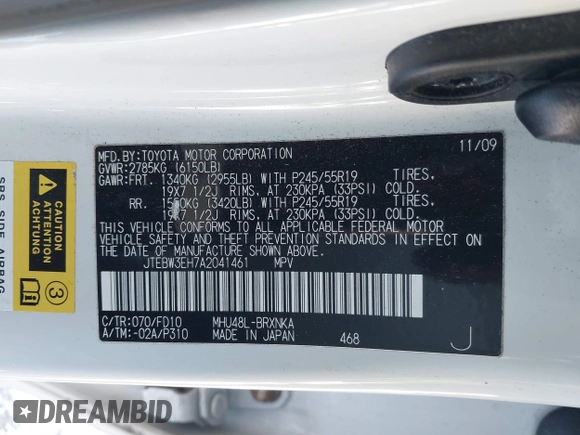 MFD.BY:TOYOTA MOTOR CORPORATION 11/09
GVWR:2785KG (6150LB)
GAWR:FRT. 1340KG (2955LB) WITH P245/55R19 TIRES.
19X7 1/2J RIMS. AT 230KPA (33PSI) COLD.
RR. 1550KG (3420LB) WITH P245/55R19 TIRES.
19X7 1/2J RIMS. AT 230KPA (33PSI) COLD.
THIS VEHICLE CONFORMS TO ALL APPLICABLE FEDERAL MOTOR
VEHICLE SAFETY AND THEFT PREVENTION STANDARDS IN EFFECT ON
THE DATE OF MANUFACTURE SHOWN ABOVE.
JTEBW3EH7A2041461 MPV
C/TR:070/FD10 MHU48L-BRXNKA
A/TM:-02A/P310 MADE IN JAPAN 468 J
SRS SIDE AIRBAG
3
DREAMBID